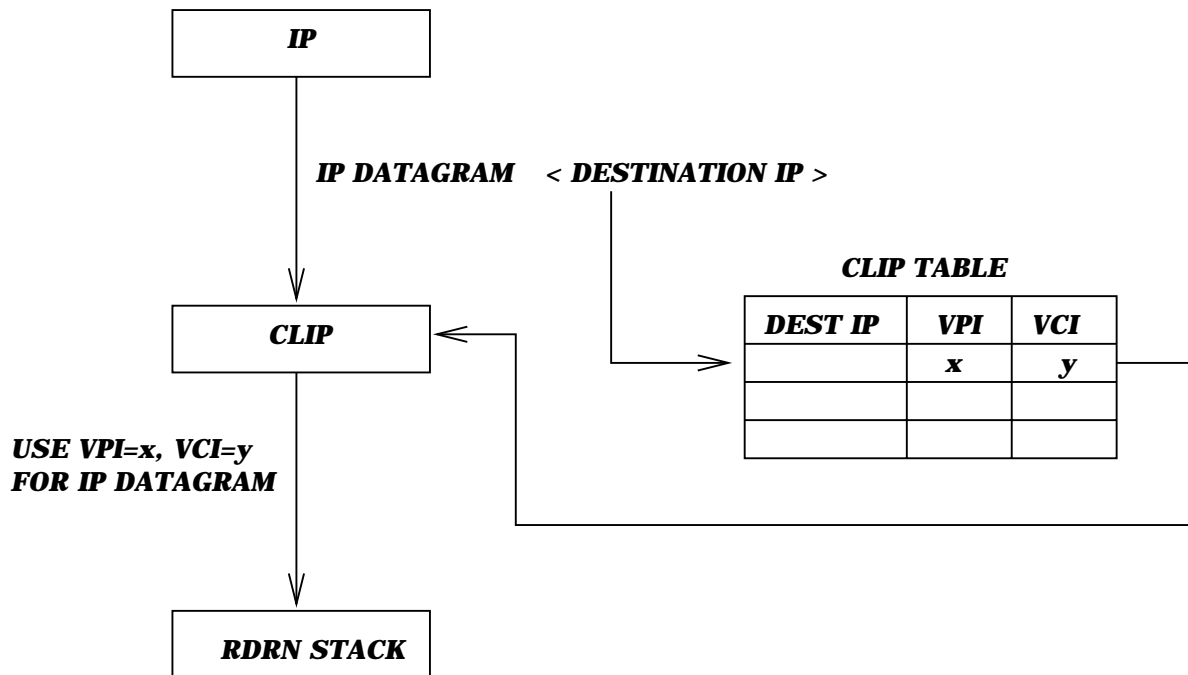 IP
IP DATAGRAM < DESTINATION IP >
CLIP TABLE
DEST IP VPI VCI
x y
CLIP
USE VPI=x, VCI=y
FOR IP DATAGRAM
RDRN STACK